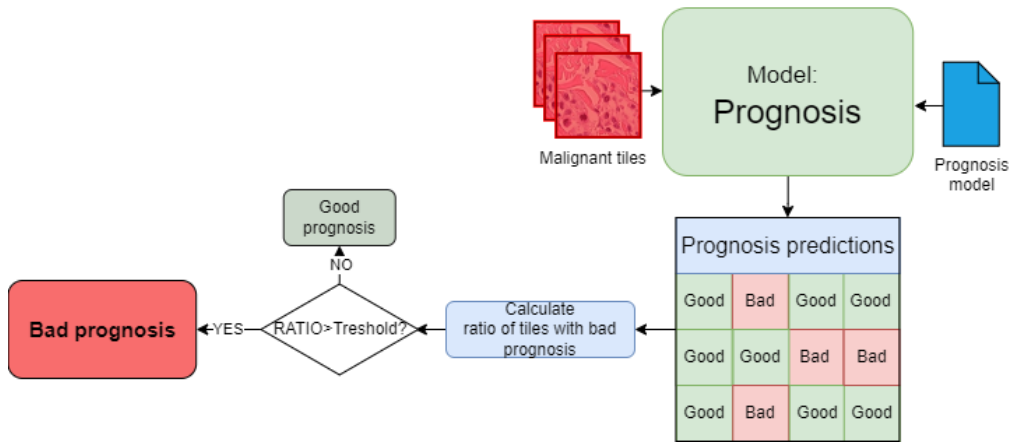 Model:
Prognosis
Malignant tiles
Prognosis
model
Good
prognosis
NO
Prognosis predictions
Good Bad Good Good
Good Good Bad Bad
Good Bad Good Good
Calculate
ratio of tiles with bad
prognosis
RATIO>Treshold?
YES
Bad prognosis